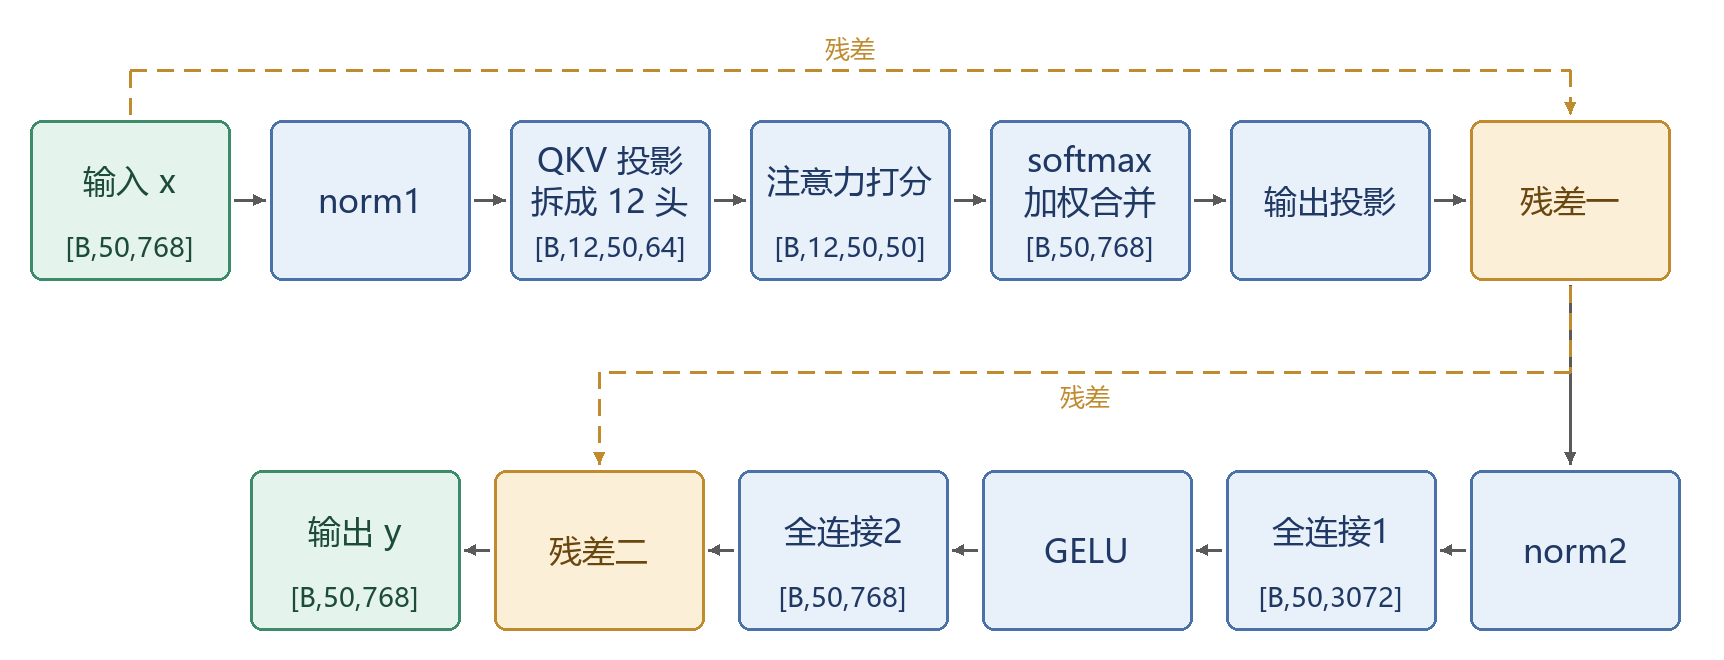 残差
输入 x
[B,50,768]
norm1
QKV 投影
拆成 12 头
[B,12,50,64]
注意力打分
[B,12,50,50]
softmax
加权合并
[B,50,768]
输出投影
残差一
残差
输出 y
[B,50,768]
残差二
全连接2
[B,50,768]
GELU
全连接1
[B,50,3072]
norm2